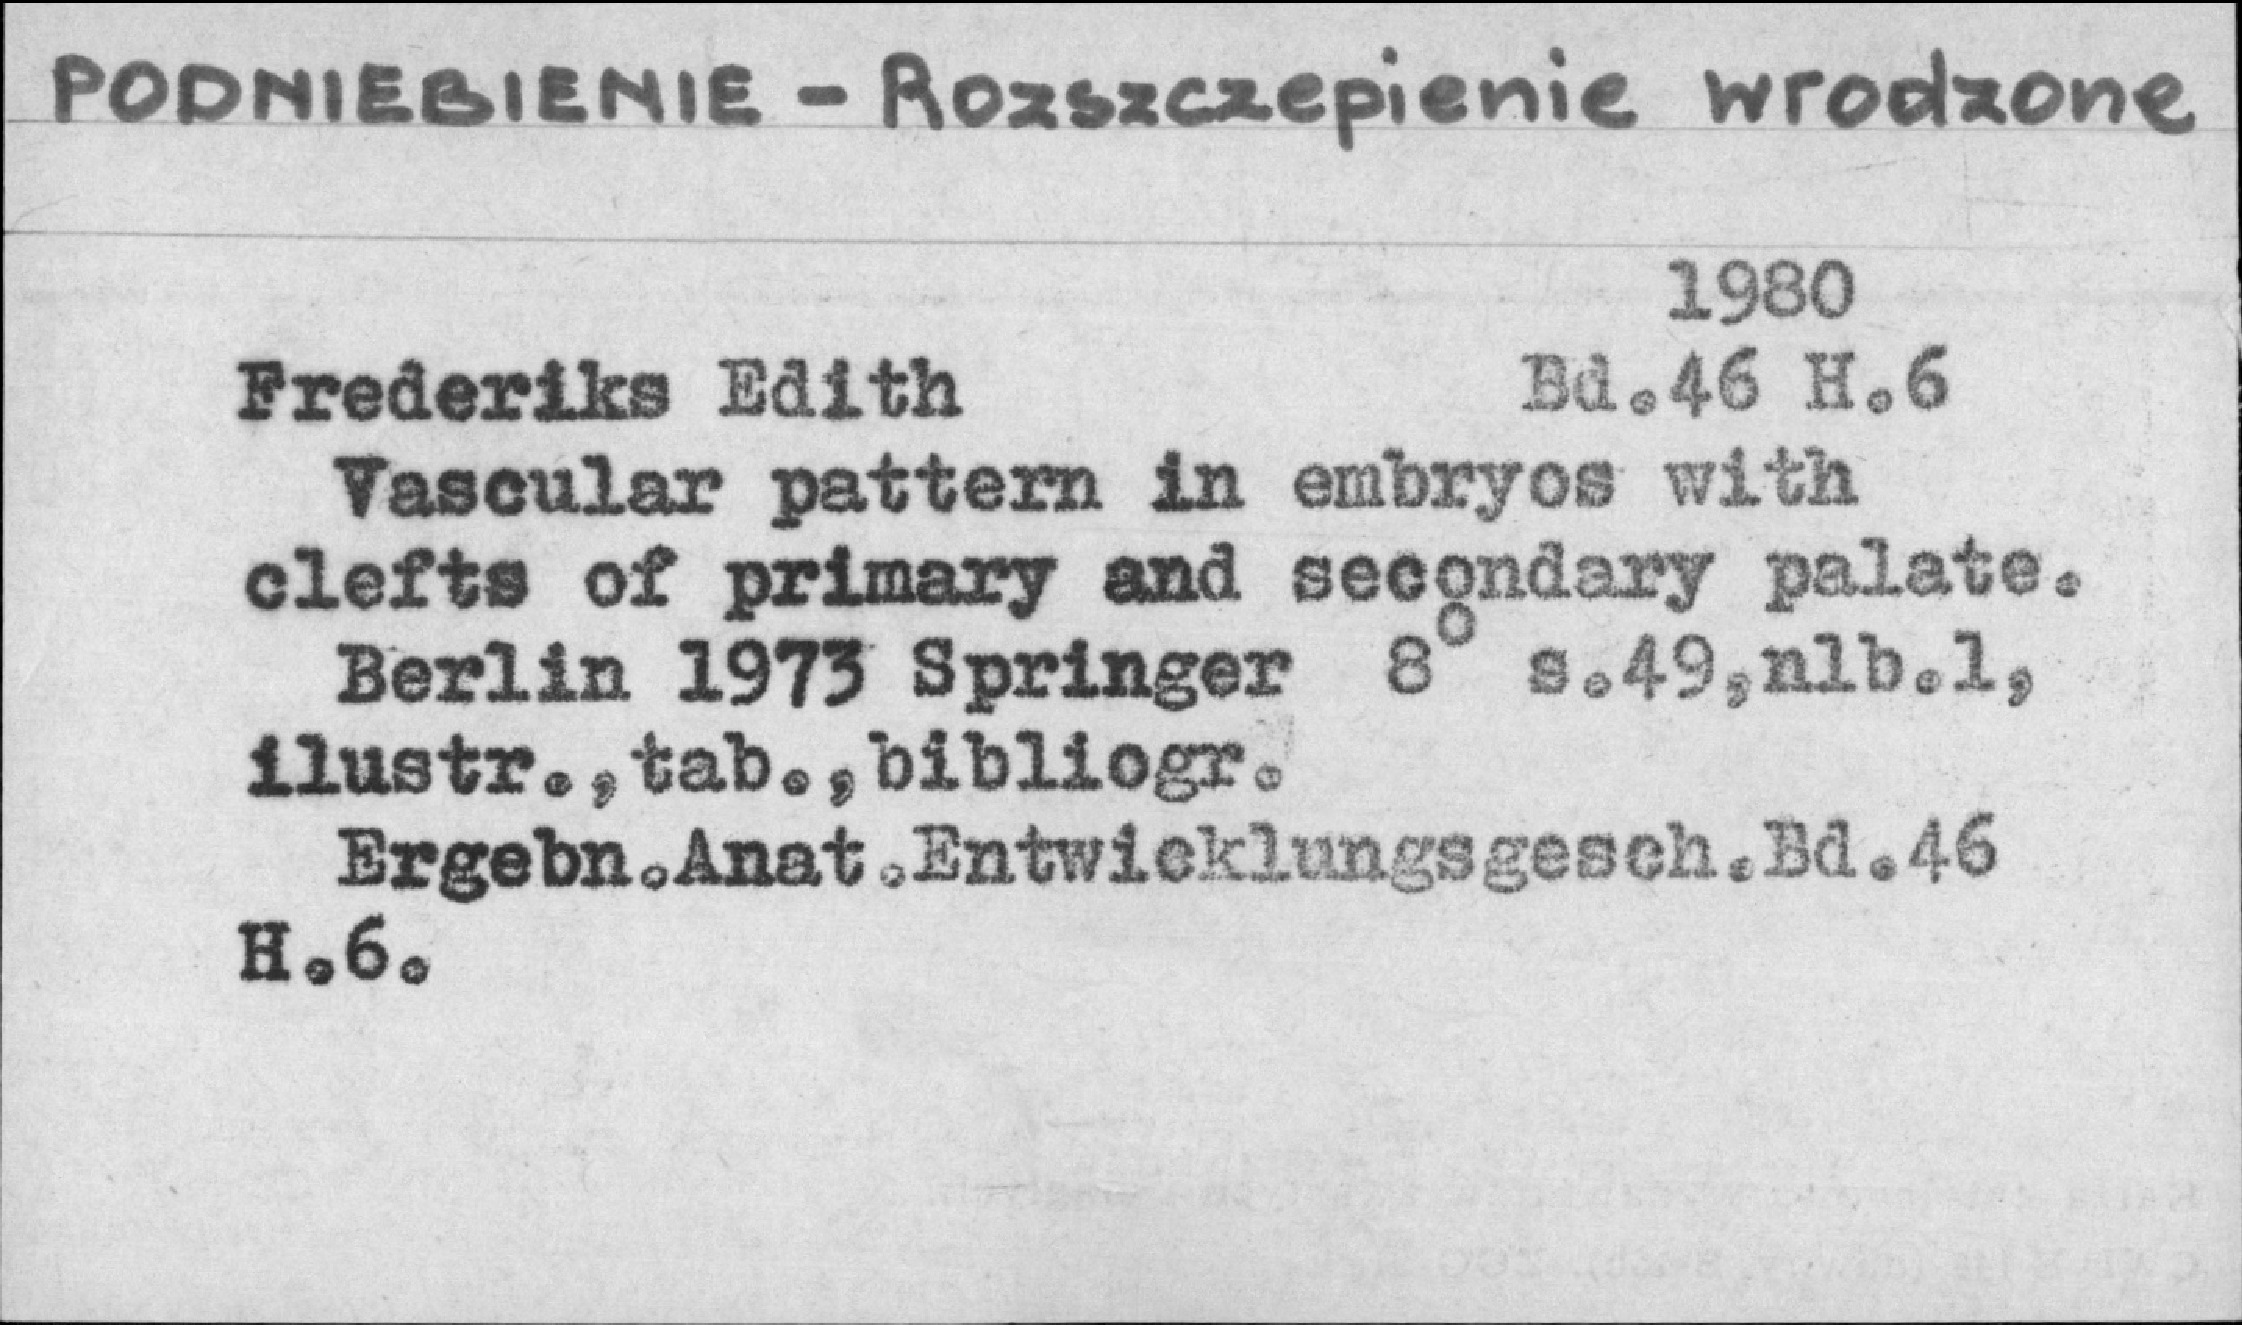 PODNIEBIENIE - Rozszczepienie wrodzone
1980
Frederiks Edith Bd.46 H.6
Vascular pattern in embryos with
clefts of primary and secondary palate.
Berlin 1973 Springer 8° s.49,nlb.1,
ilustr.,tab.,bibliogr.
Ergebn.Anat.Entwicklungsgesch.Bd.46
H.6.